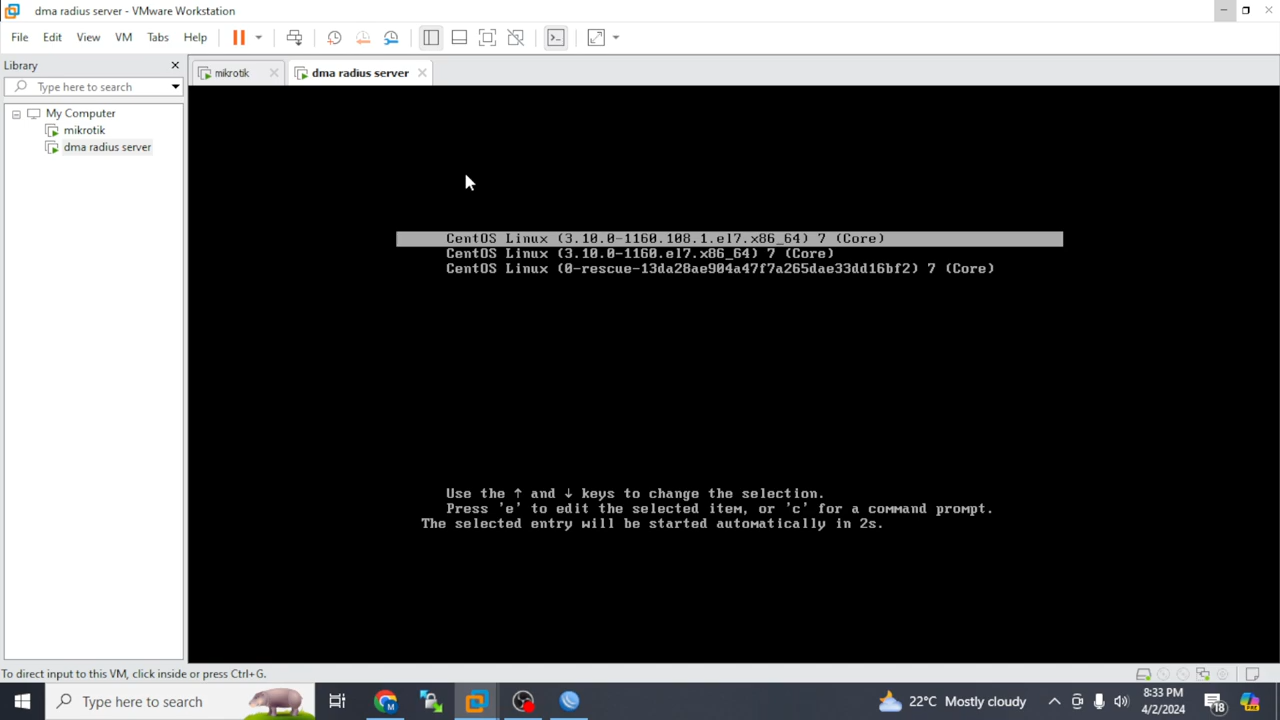 dma radius server - VMware Workstation
File Edit View VM Tabs Help
Library
Type here to search
My Computer
mikrotik
dma radius server
mikrotik
dma radius server
CentOS Linux (3.10.0-1160.108.1.el7.x86_64) 7 (Core)
CentOS Linux (3.10.0-1160.el7.x86_64) 7 (Core)
CentOS Linux (0-rescue-13da28ae904a47f7a265dae33dd16bf2) 7 (Core)
Use the ↑ and ↓ keys to change the selection.
Press 'e' to edit the selected item, or 'c' for a command prompt.
The selected entry will be started automatically in 2s.
To direct input to this VM, click inside or press Ctrl+G.
Type here to search
22°C Mostly cloudy
8:33 PM
4/2/2024
18
PRE